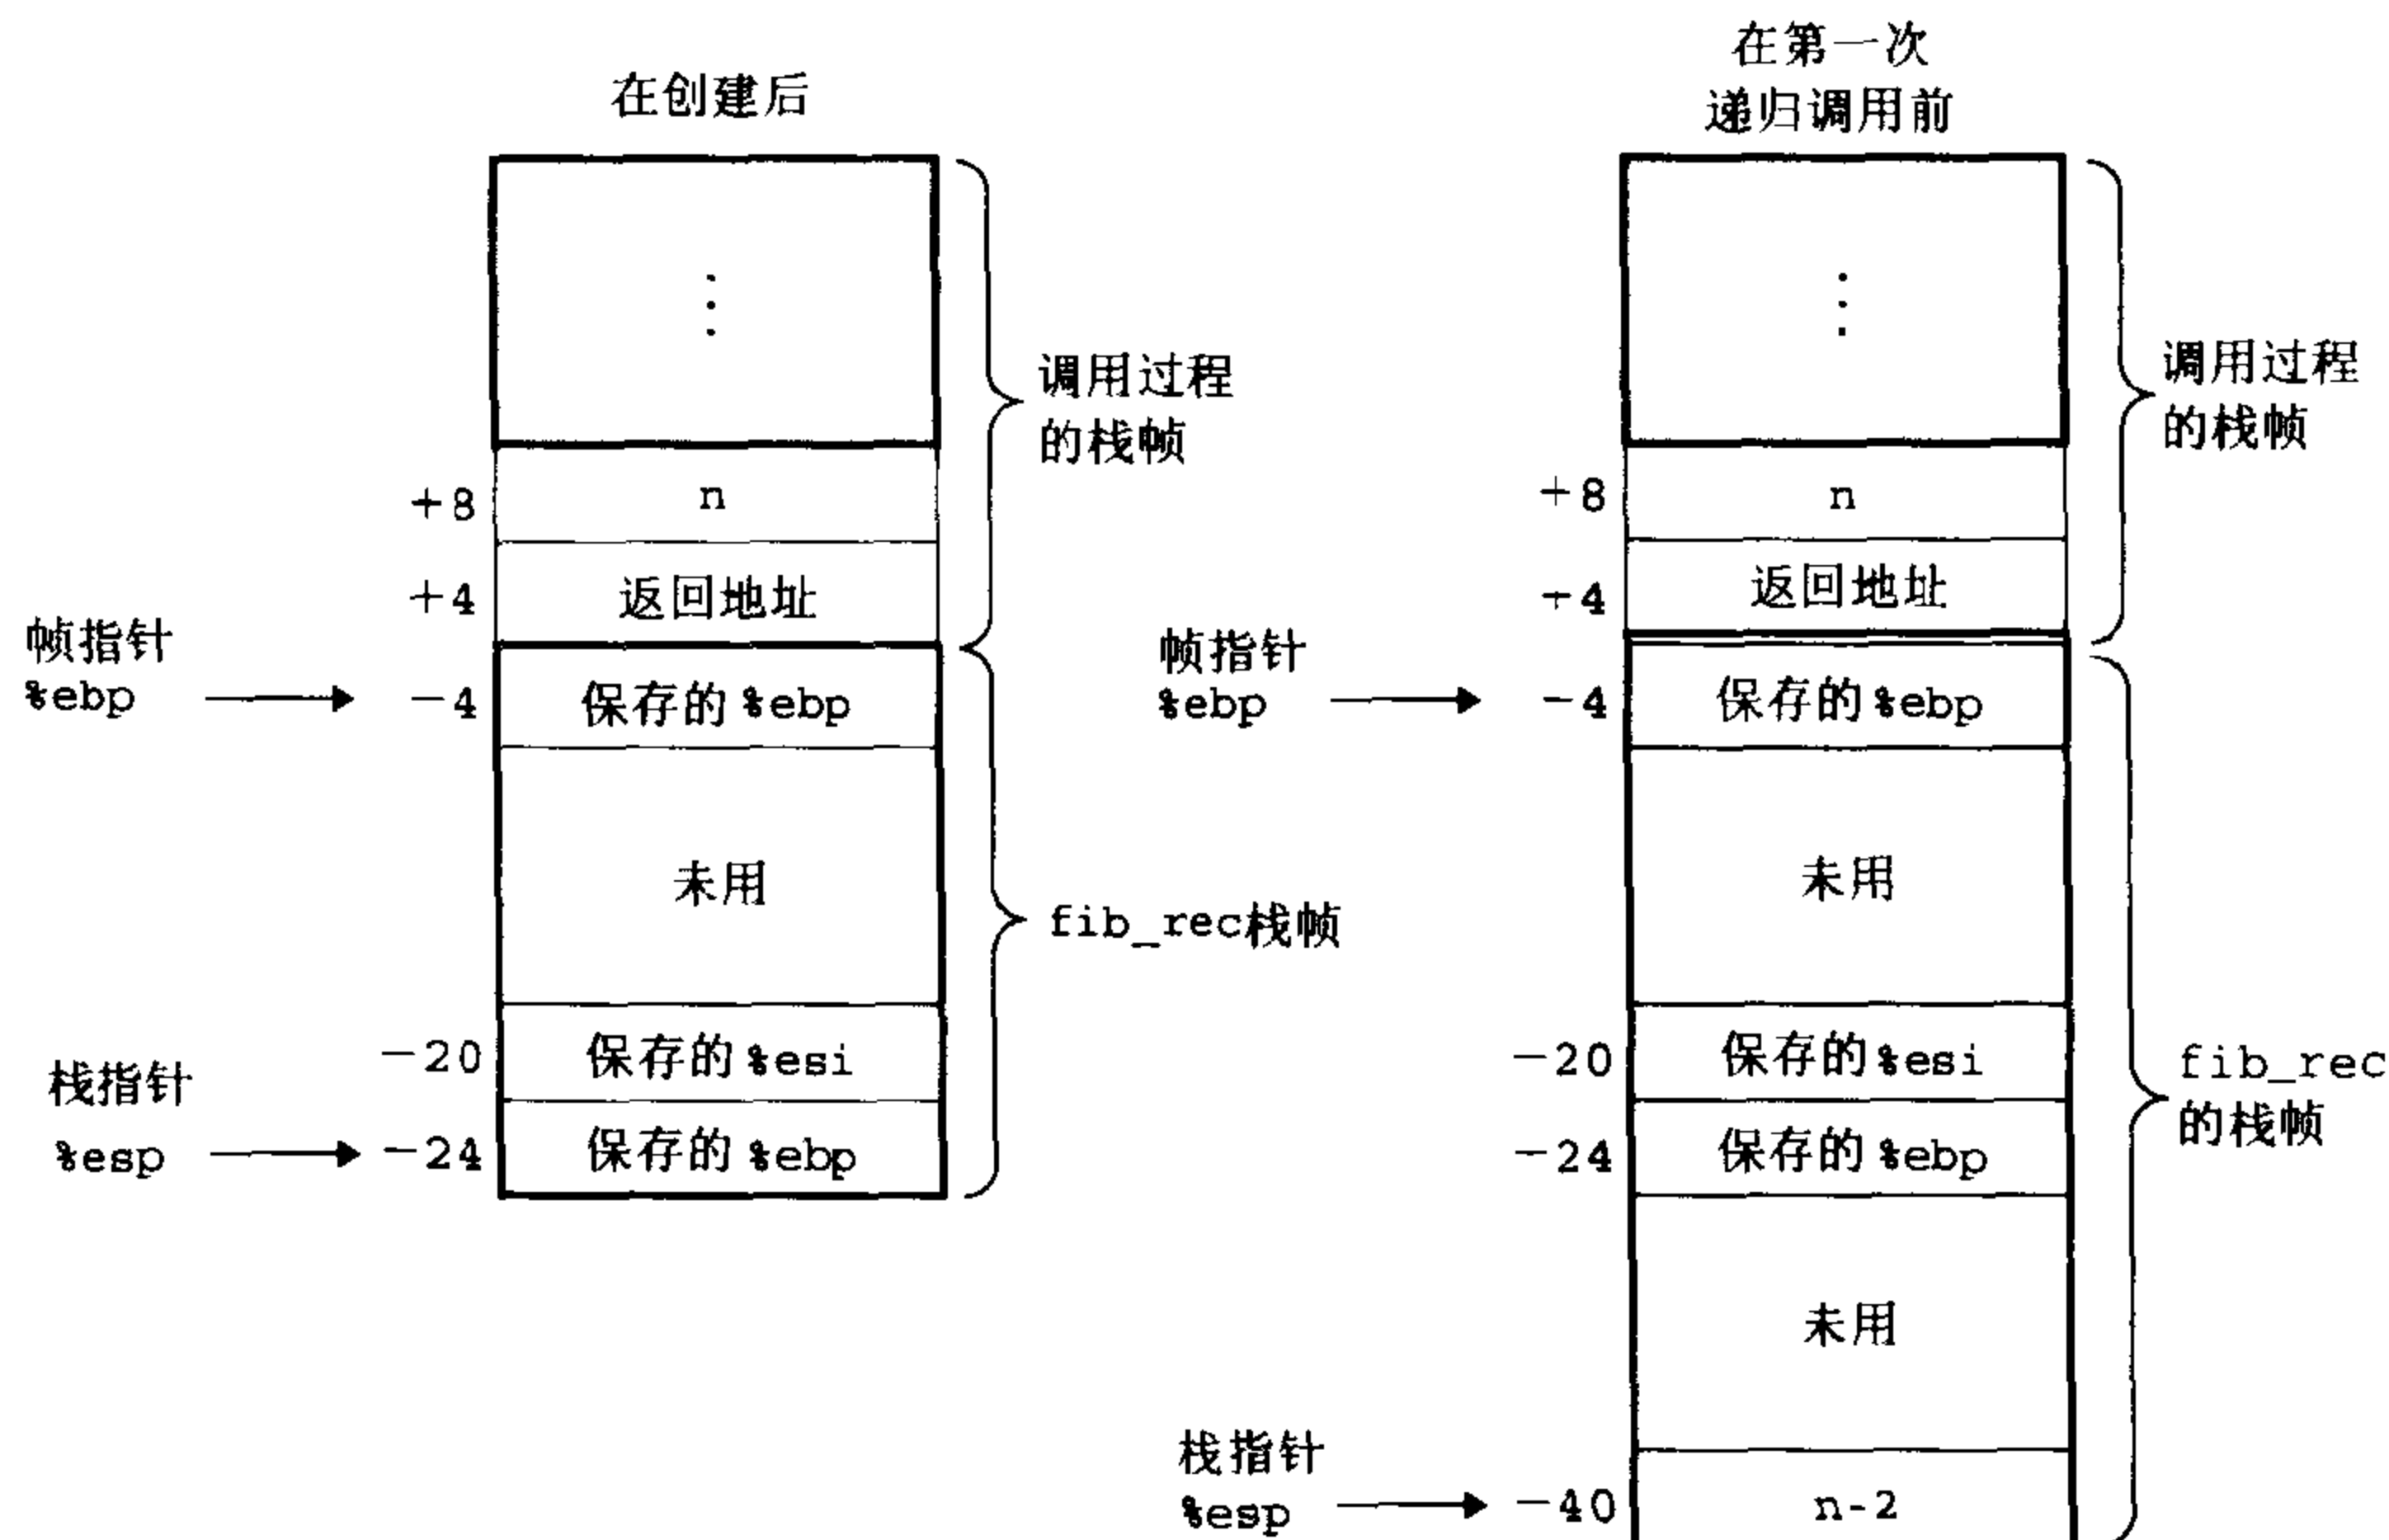 在创建后
⋮
调用过程
的栈帧
+8
n
+4
返回地址
帧指针
%ebp
-4
保存的 %ebp
未用
fib_rec栈帧
-20
保存的 %esi
栈指针
%esp
-24
保存的 %ebp
在第一次
递归调用前
⋮
调用过程
的栈帧
+8
n
+4
返回地址
帧指针
%ebp
-4
保存的 %ebp
未用
-20
保存的 %esi
fib_rec
的栈帧
-24
保存的 %ebp
未用
栈指针
%esp
-40
n-2